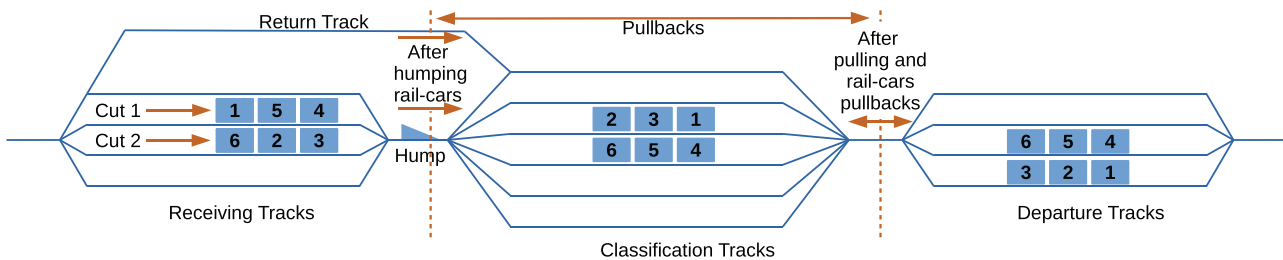 Return Track
Pullbacks
After
humping
rail-cars
After
pulling and
rail-cars
pullbacks
Cut 1
1 5 4
Cut 2
6 2 3
Hump
2 3 1
6 5 4
6 5 4
3 2 1
Receiving Tracks
Classification Tracks
Departure Tracks